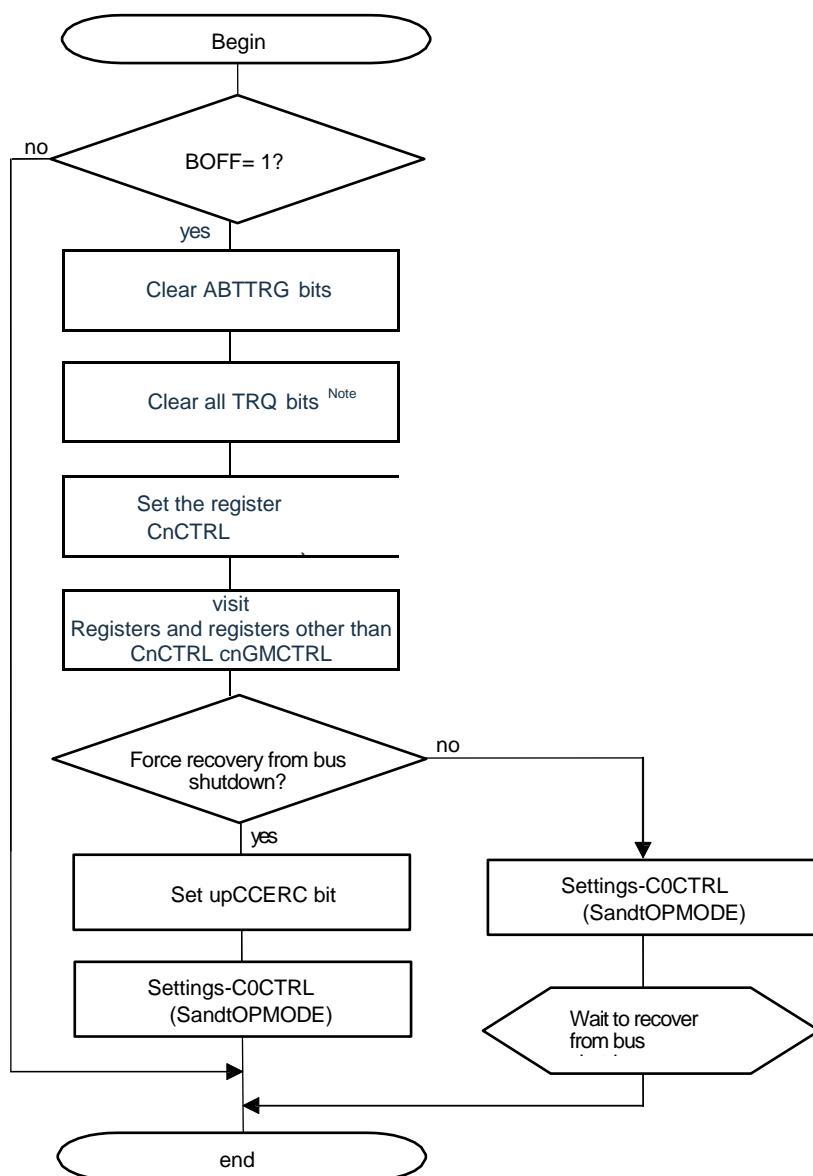 Begin
no
BOFF= 1?
yes
Clear ABTTRG bits
Clear all TRQ bits Note
Set the register
CnCTRL
visit
Registers and registers other than
CnCTRL cnGMCTRL
Force recovery from bus
shutdown?
no
yes
Set upCCERC bit
Settings-C0CTRL
(SandtOPMODE)
Settings-C0CTRL
(SandtOPMODE)
Wait to recover
from bus
end